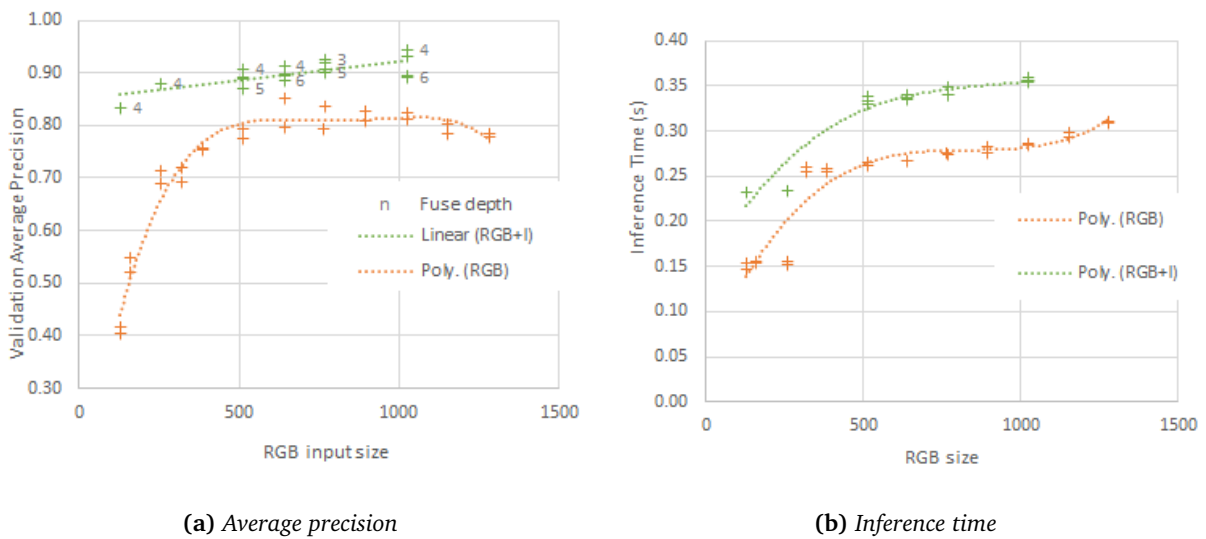 1.00
0.90
0.80
0.70
0.60
0.50
0.40
0.30
Validation Average Precision
4
4
4
5
4
6
3
5
4
6
n Fuse depth
Linear (RGB+I)
Poly. (RGB)
0 500 1000 1500
RGB input size
(a) Average precision
0.40
0.35
0.30
0.25
0.20
0.15
0.10
0.05
0.00
Inference Time (s)
Poly. (RGB)
Poly. (RGB+I)
0 500 1000 1500
RGB size
(b) Inference time